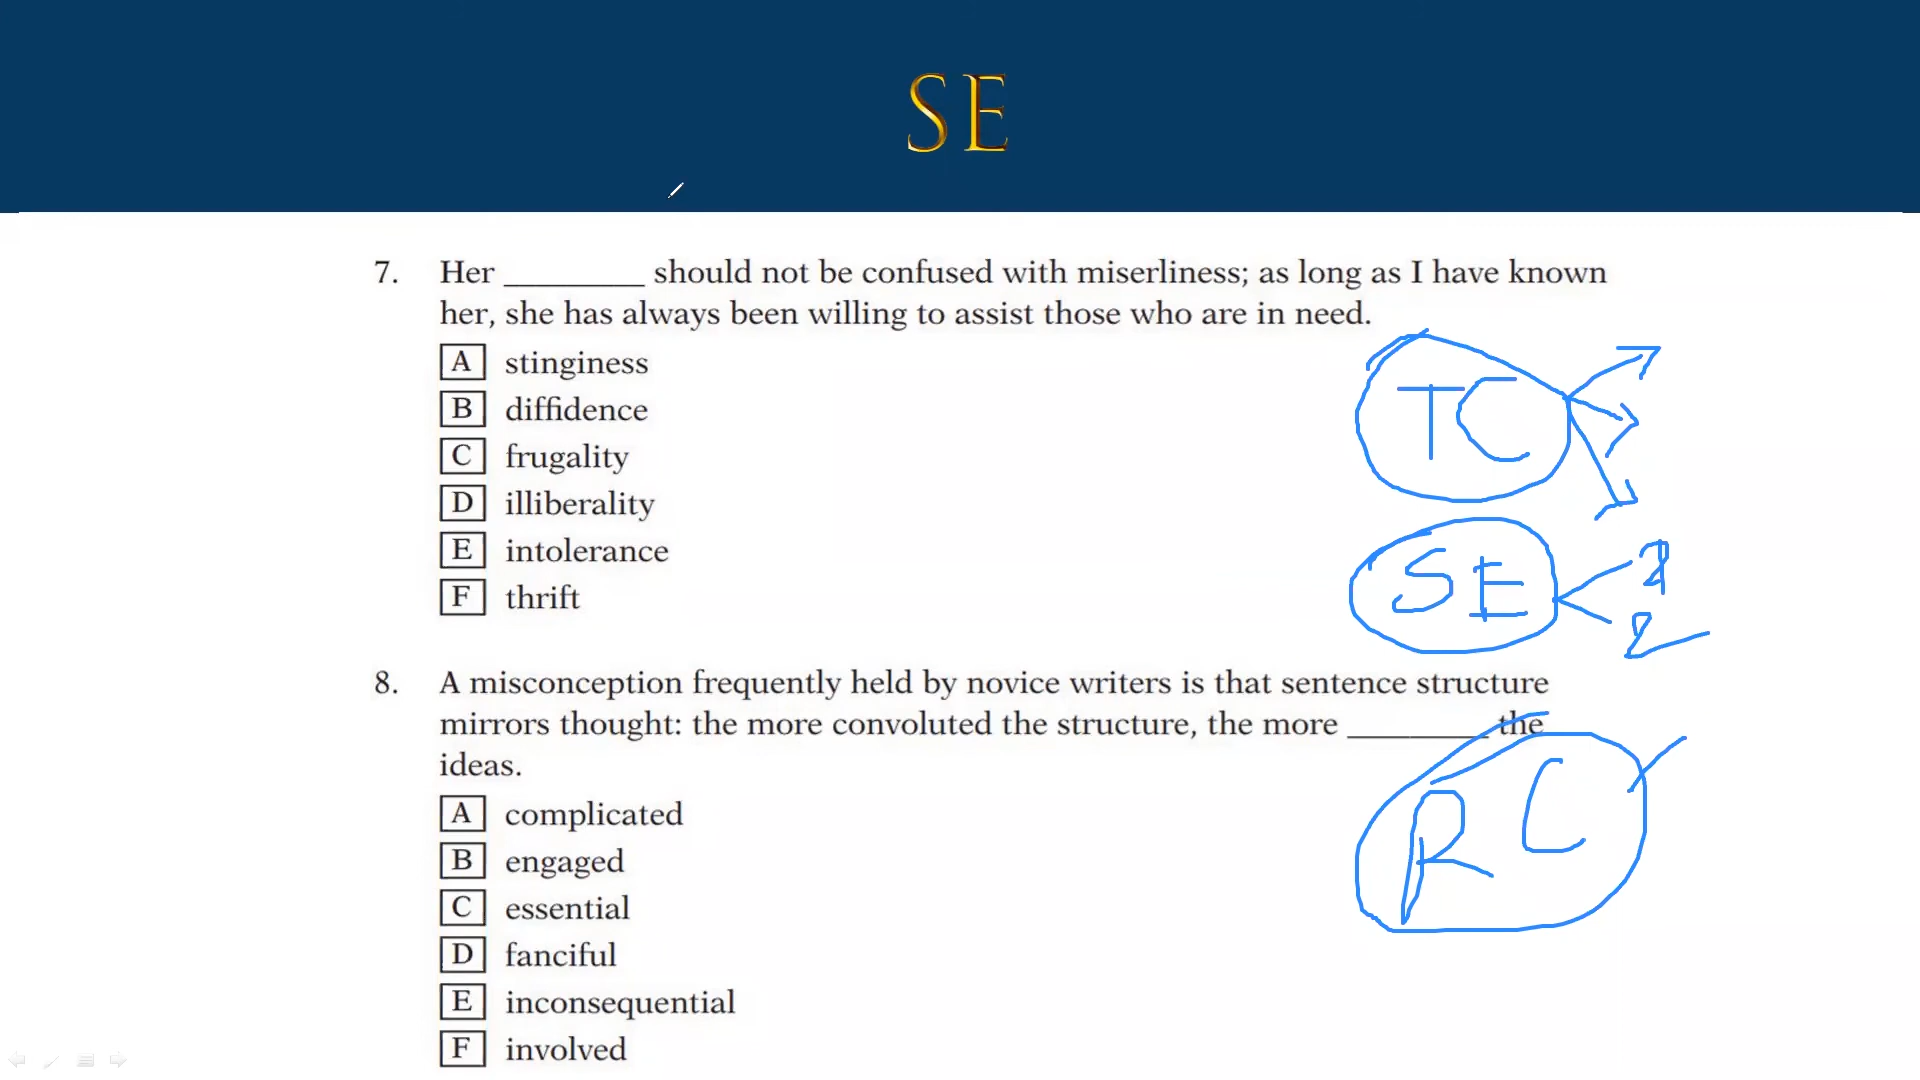 SE
7. Her _________ should not be confused with miserliness; as long as I have known
her, she has always been willing to assist those who are in need.
A stinginess
B diffidence
C frugality
D illiberality
E intolerance
F thrift
TC
SE
2
8. A misconception frequently held by novice writers is that sentence structure
mirrors thought: the more convoluted the structure, the more _________ the
ideas.
A complicated
B engaged
C essential
D fanciful
E inconsequential
F involved
RC